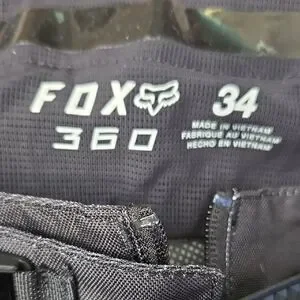 FOX 34
MADE IN VIETNAM
FABRIQUÉ AU VIETNAM
HECHO EN VIETNAM
360